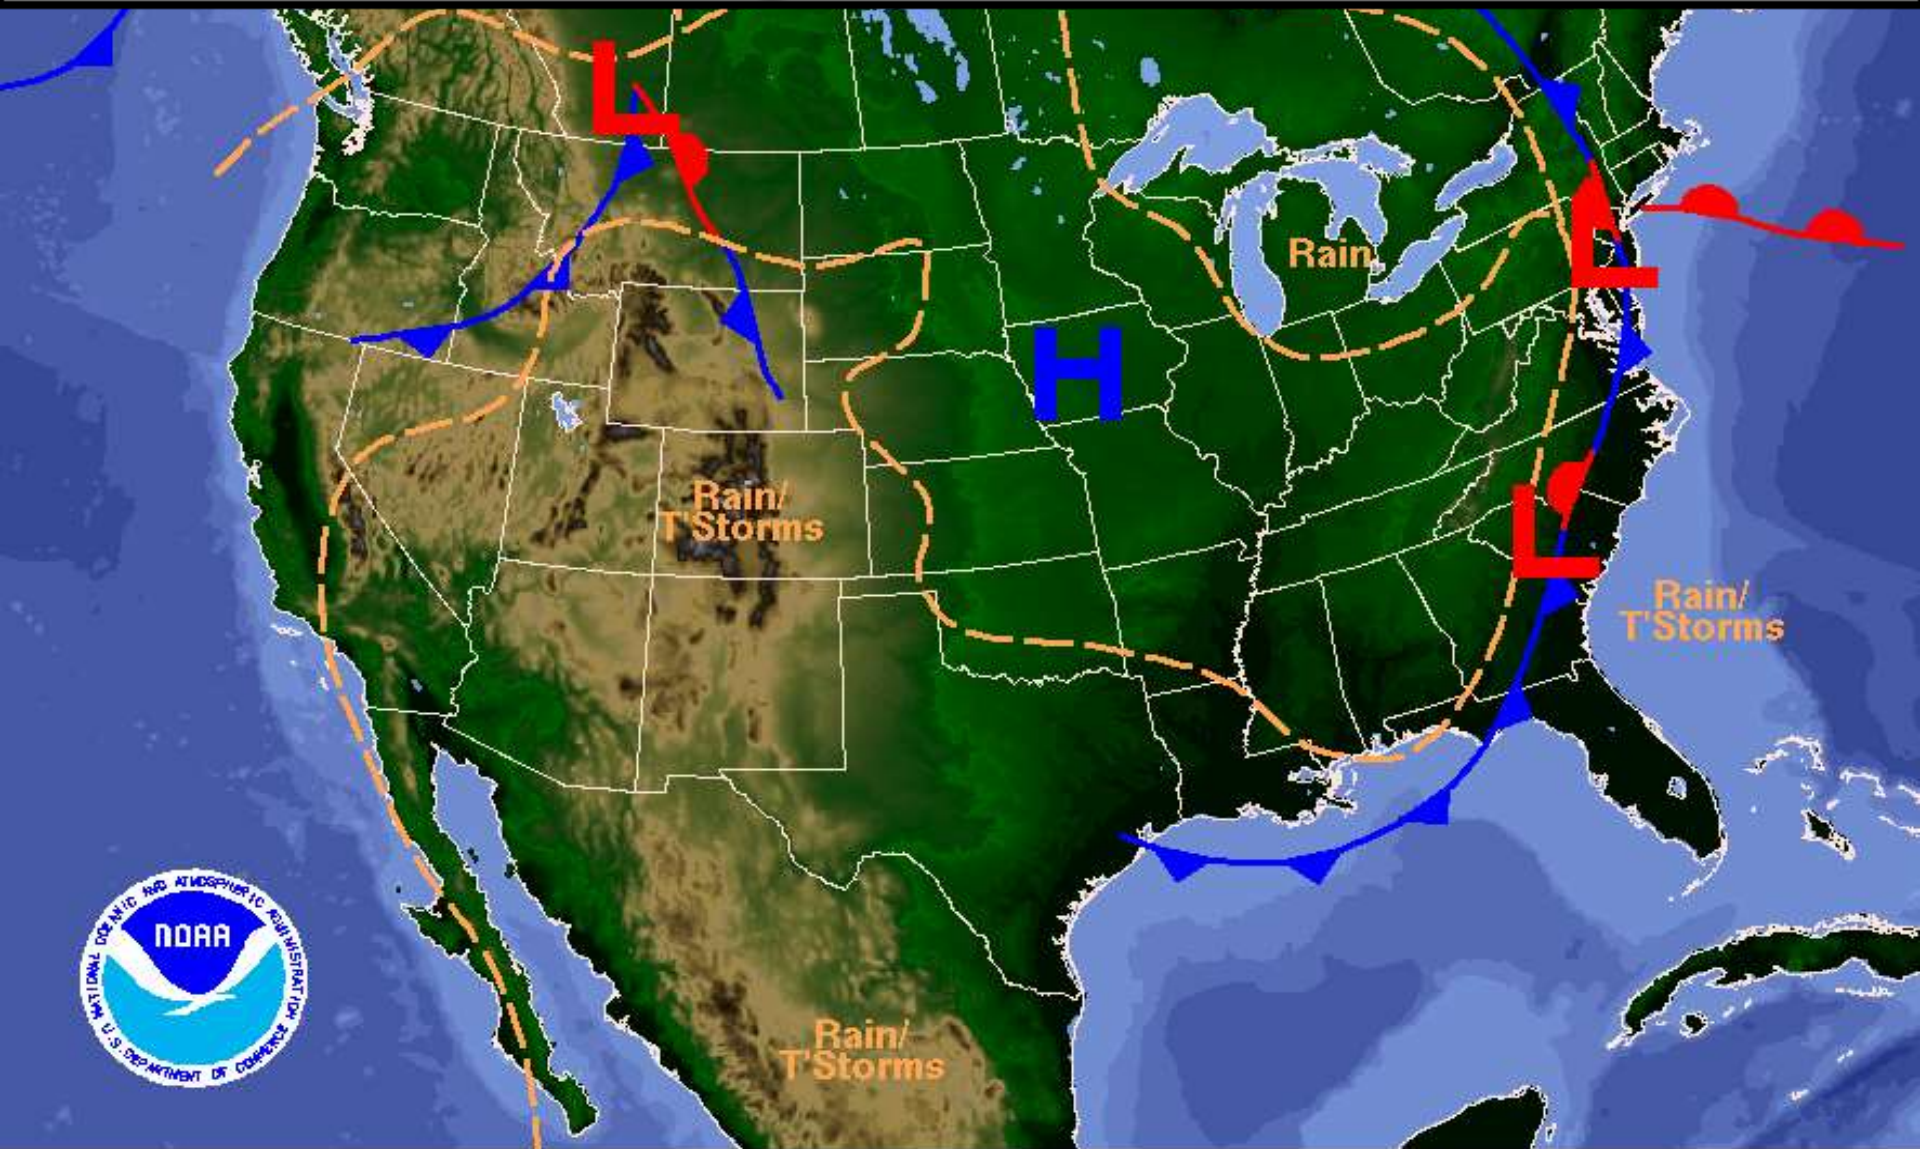 L
L
Rain
L
H
Rain/
T'Storms
L
Rain/
T'Storms
NOAA
NATIONAL OCEANIC AND ATMOSPHERIC ADMINISTRATION
U.S. DEPARTMENT OF COMMERCE
Rain/
T'Storms